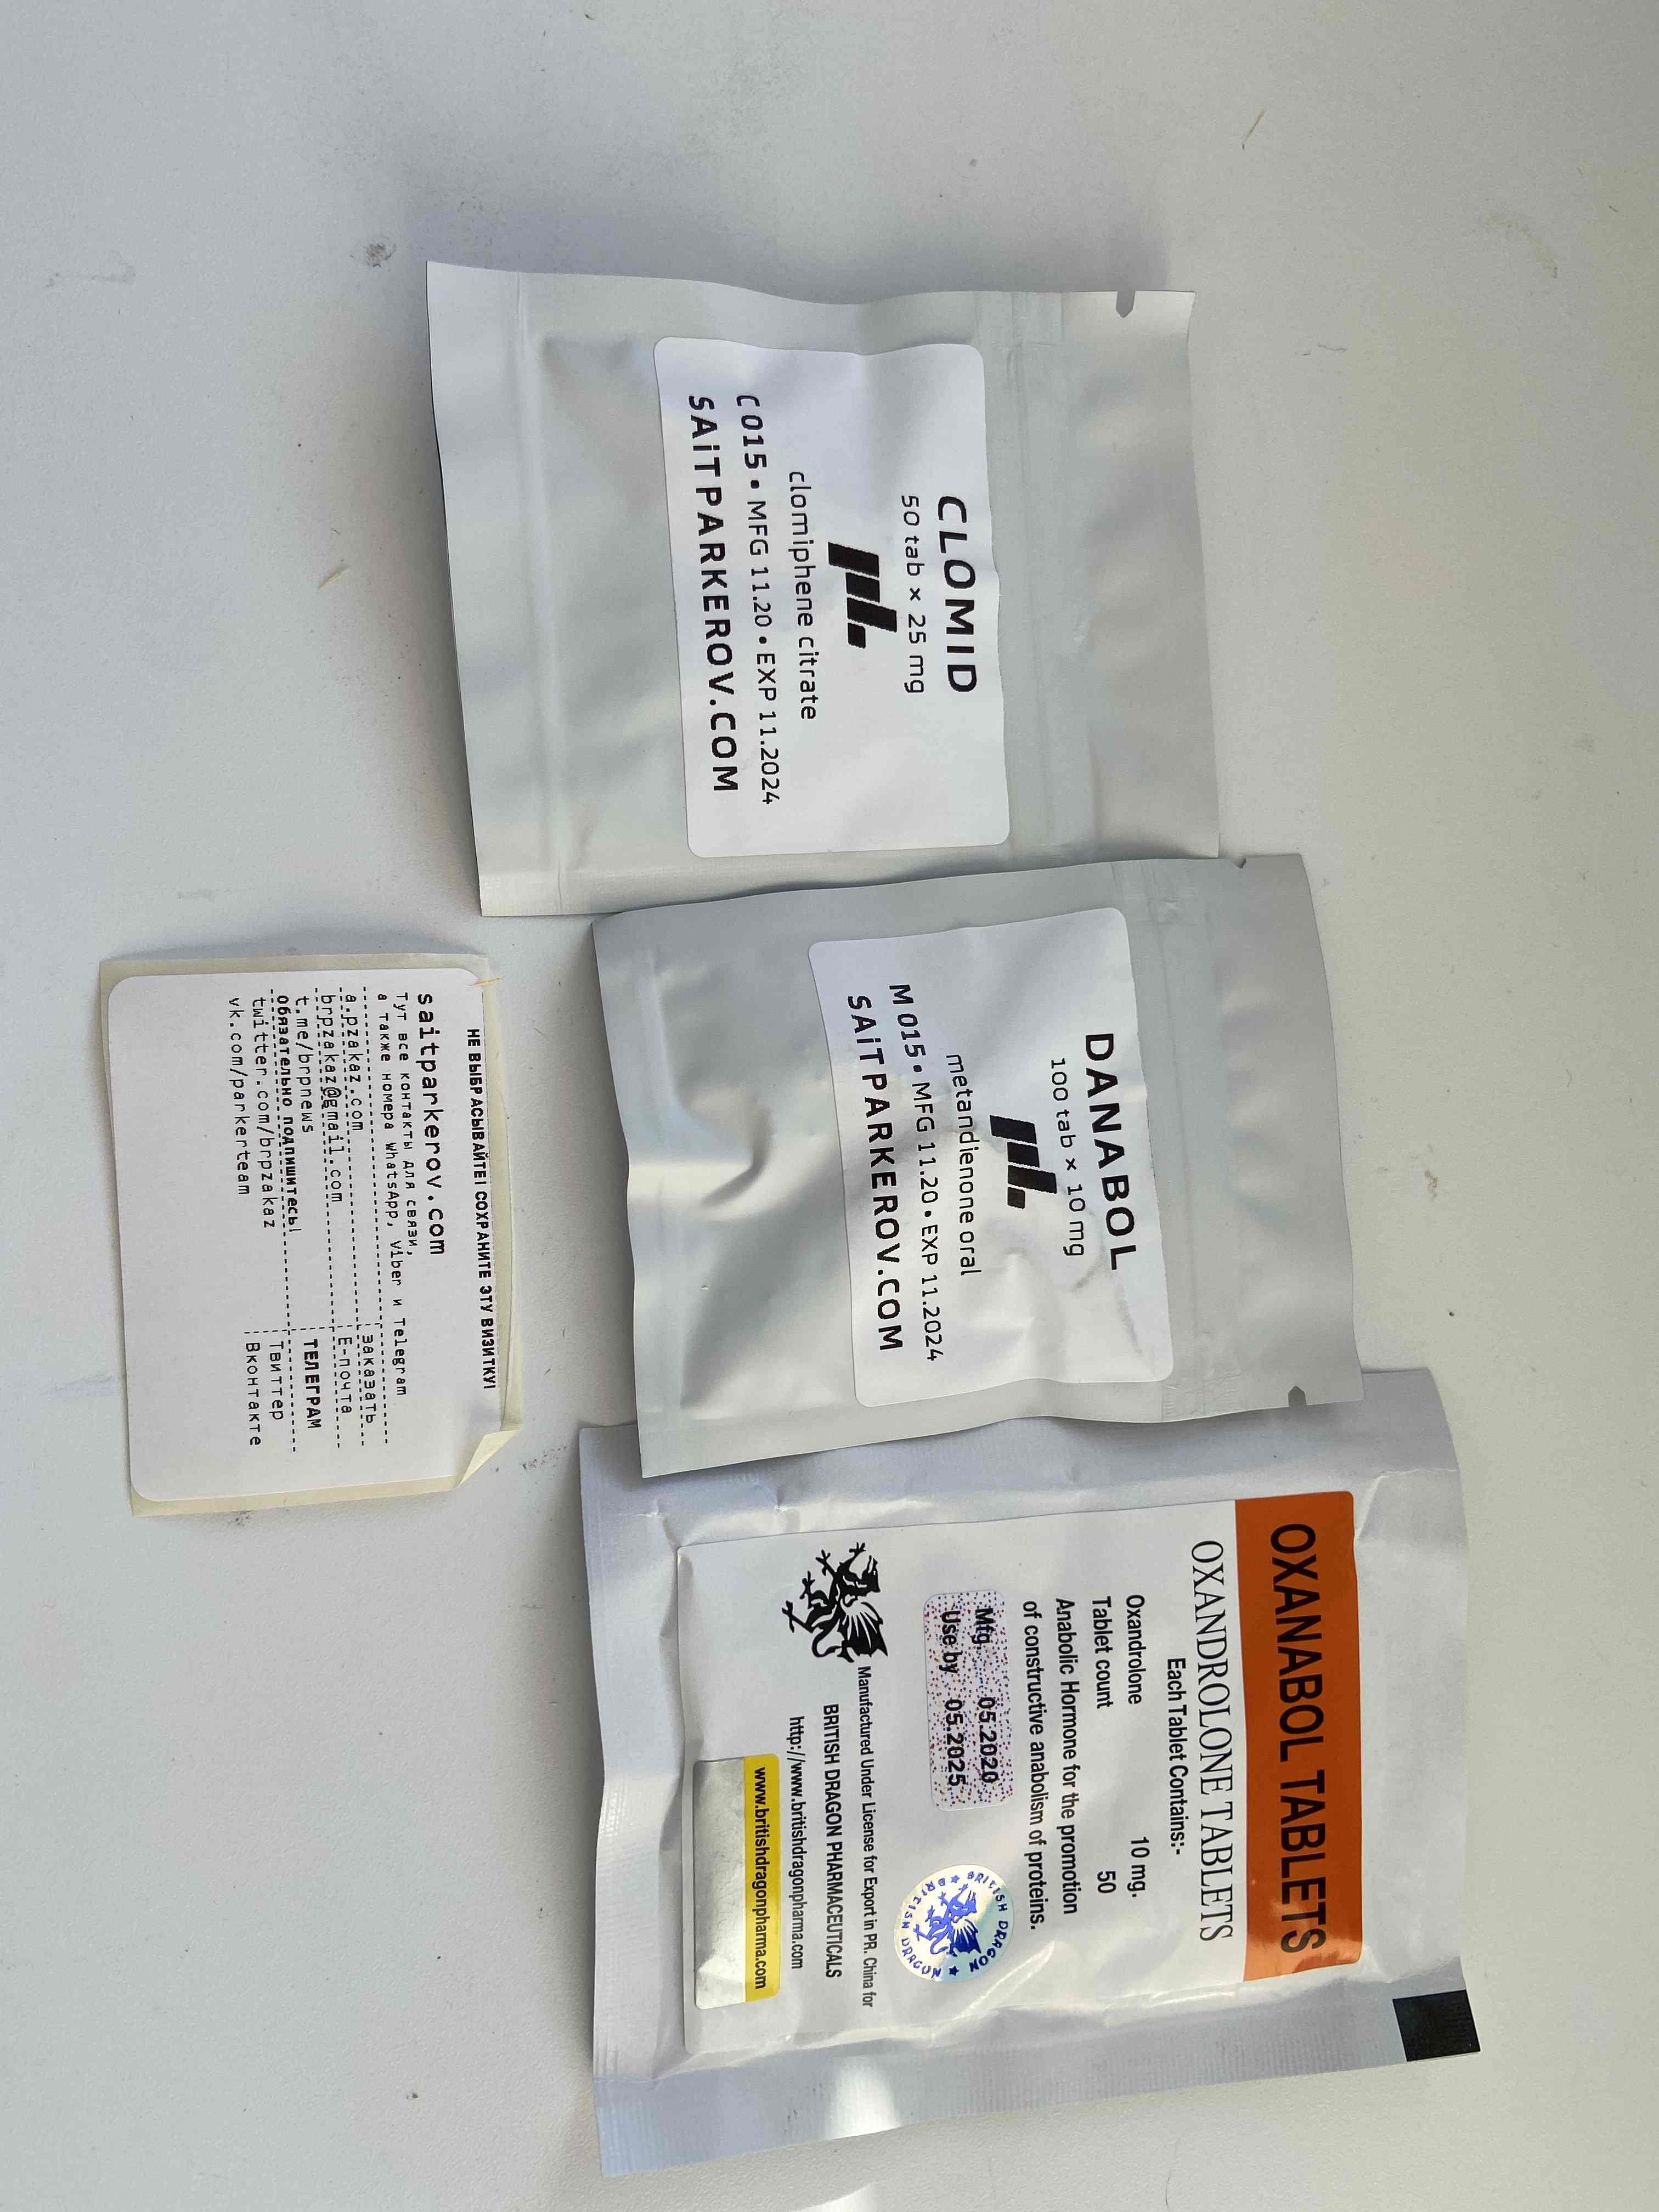 CLOMID
50 tab × 25 mg
pl.
clomiphene citrate
C015 • MFG 11.20 • EXP 11.2024
SAiTPARKEROV.COM
DANABOL
100 tab × 10 mg
pl.
metandienone oral
M015 • MFG 11.20 • EXP 11.2024
SAiTPARKEROV.COM
OXANABOL TABLETS
OXANDROLONE TABLETS
Each Tablet Contains:-
Oxandrolone 10 mg.
Tablet count 50
Anabolic Hormone for the promotion
of constructive anabolism of proteins.
Mfg. 05.2020
Use by 05.2025
BRITISH DRAGON ★ BRITISH DRAGON ★
Manufactured Under License for Export in PR. China for
BRITISH DRAGON PHARMACEUTICALS
http://www.britishdragonpharma.com
www.britishdragonpharma.com
НЕ ВЫБРАСЫВАЙТЕ! СОХРАНИТЕ ЭТУ ВИЗИТКУ!
saitparkerov.com
Тут все контакты для связи,
а также номера WhatsApp, Viber и Telegram
a.pzakaz.com Заказать
brpzakaz@gmail.com Е-почта
t.me/brpnews ТЕЛЕГРАМ
обязательно подпишитесь!
twitter.com/brpzakaz Твиттер
vk.com/parkerteam Вконтакте